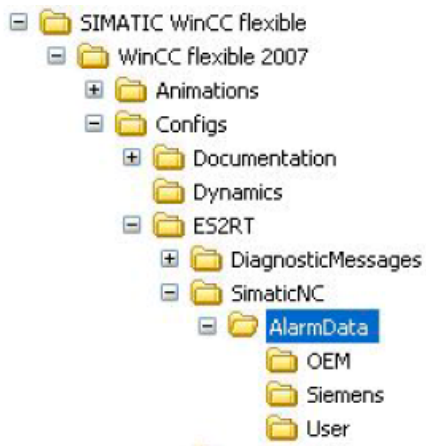 SIMATIC WinCC flexible
WinCC flexible 2007
Animations
Configs
Documentation
Dynamics
ES2RT
DiagnosticMessages
SimaticNC
AlarmData
OEM
Siemens
User